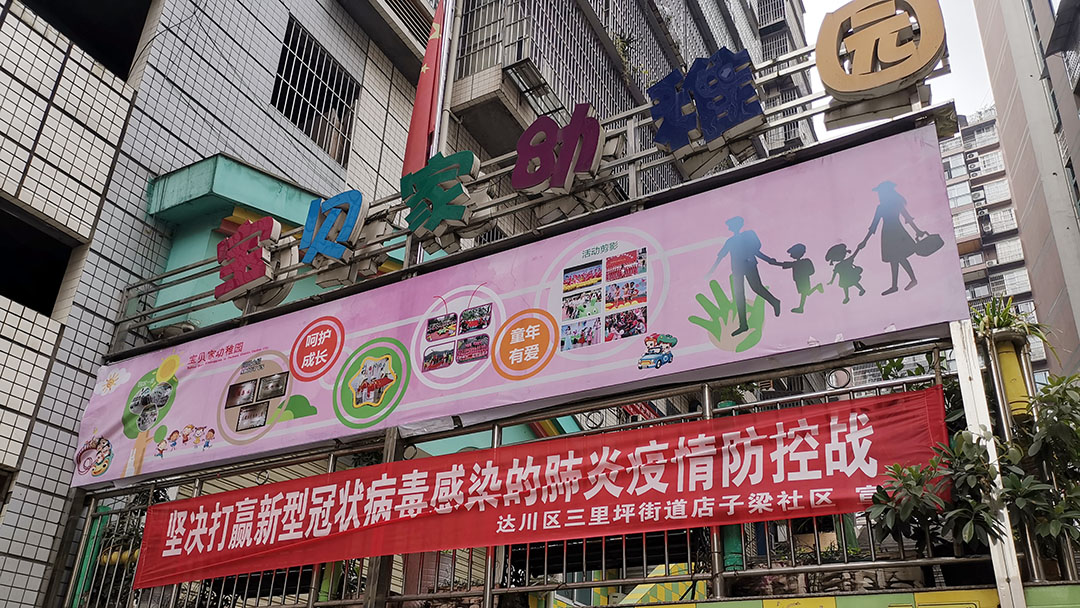 宝贝家幼稚园
活动剪影
宝贝家幼稚园
呵护
成长
童年
有爱
坚决打赢新型冠状病毒感染的肺炎疫情防控战
达川区三里坪街道店子梁社区